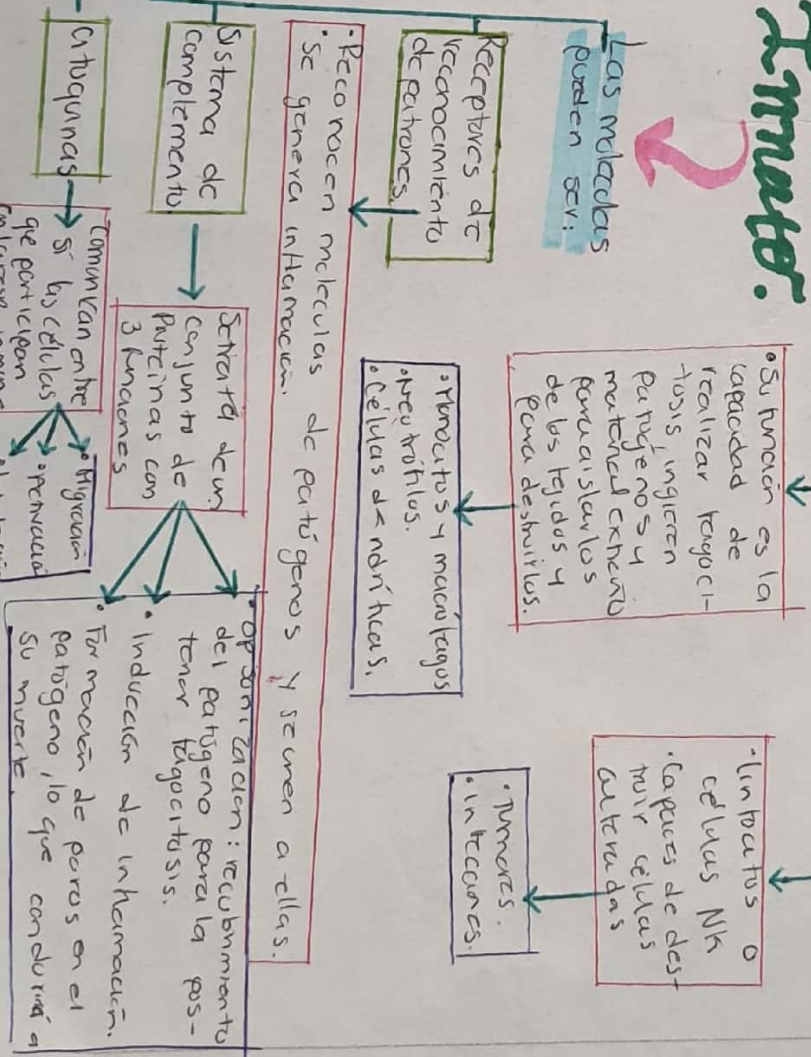 Innato.
• Su función es la
capacidad de
realizar fagoci-
tosis, ingieren
patógenos y
material extraño
para aislarlos
de los tejidos y
para destruirlos.
• Monocitos y macrófagos
• Neutrófilos.
• Células dendríticas.
• Linfocitos o
células NK
• Capaces de des-
truir células
alteradas
• Tumores.
• Infecciones.
Las moleculas
pueden ser:
Receptores de
reconocimiento
de patrones.
• Reconocen moleculas de patógenos y se unen a ellas.
• Se genera inflamación.
Sistema de
complemento.
Se trata de un
conjunto de
Proteinas con
3 funciones
• Opsonización: recubrimiento
del patógeno para la pos-
terior fagocitosis.
• Inducción de inflamación.
• Formación de poros en el
patógeno, lo que conducirá a
su muerte.
Citoquinas
Comunican entre
sí las células
que participan
• Migración
• Activación